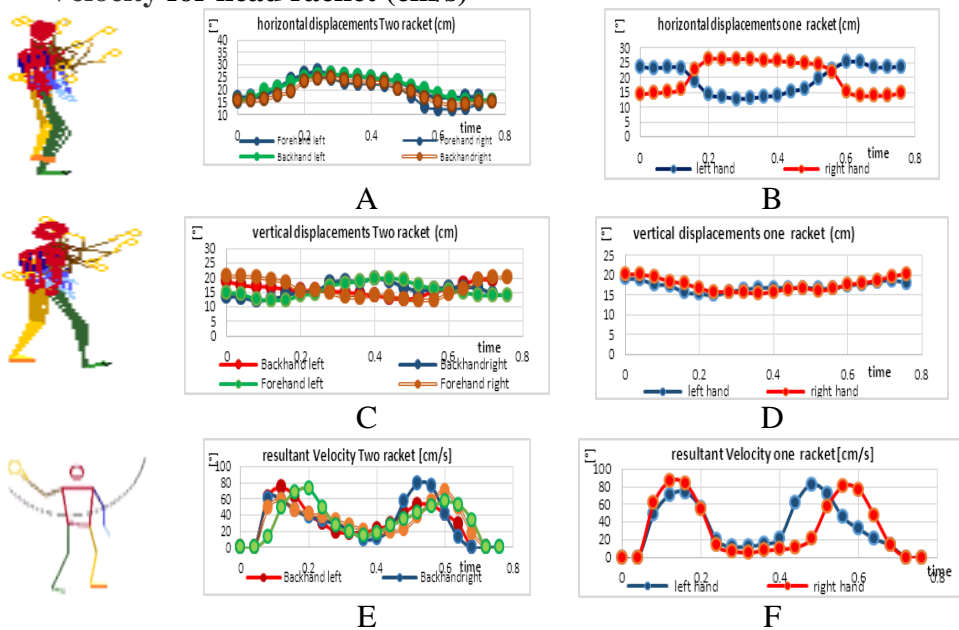 Velocity for head racket (cm/s)
horizontal displacements Two racket (cm)
[°]
40
35
30
25
20
15
10
0 0.2 0.4 0.6 0.8
time
Forehand left Forehand right
Backhand left Backhandright
A
horizontal displacements one racket (cm)
[°]
30
25
20
15
10
5
0
0 0.2 0.4 0.6 0.8
time
left hand right hand
B
vertical displacements Two racket (cm)
[°]
30
25
20
15
10
5
0
0 0.2 0.4 0.6 0.8
time
Backhand left Backhandright
Forehand left Forehand right
C
vertical displacements one racket (cm)
[°]
25
20
15
10
5
0
0 0.2 0.4 0.6 0.8
time
left hand right hand
D
resultant Velocity Two racket [cm/s]
[°]
100
80
60
40
20
0
0 0.2 0.4 0.6 0.8
time
Backhand left Backhandright
E
resultant Velocity one racket[cm/s]
[°]
100
80
60
40
20
0
0 0.2 0.4 0.6 0.8
time
left hand right hand
F